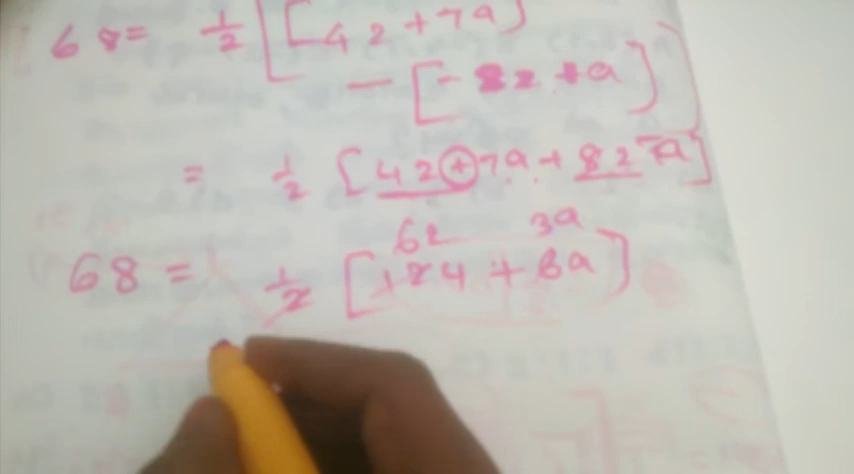 68 = 1/2 [[42+7a]
- [-82+a]]
= 1/2 [42+7a+82-a]
62 3a
68 = 1/2 [124 + 6a]